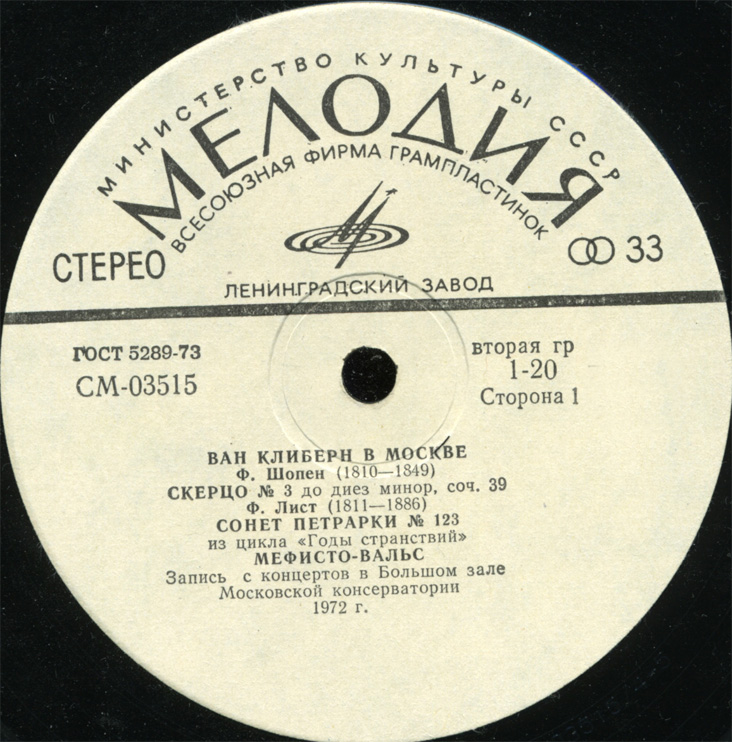 МИНИСТЕРСТВО КУЛЬТУРЫ СССР
МЕЛОДИЯ
ВСЕСОЮЗНАЯ ФИРМА ГРАМПЛАСТИНОК
СТЕРЕО
33
ЛЕНИНГРАДСКИЙ ЗАВОД
ГОСТ 5289-73
СМ-03515
вторая гр
1-20
Сторона 1
ВАН КЛИБЕРН В МОСКВЕ
Ф. Шопен (1810—1849)
СКЕРЦО № 3 до диез минор, соч. 39
Ф. Лист (1811—1886)
СОНЕТ ПЕТРАРКИ № 123
из цикла «Годы странствий»
МЕФИСТО-ВАЛЬС
Запись с концертов в Большом зале
Московской консерватории
1972 г.